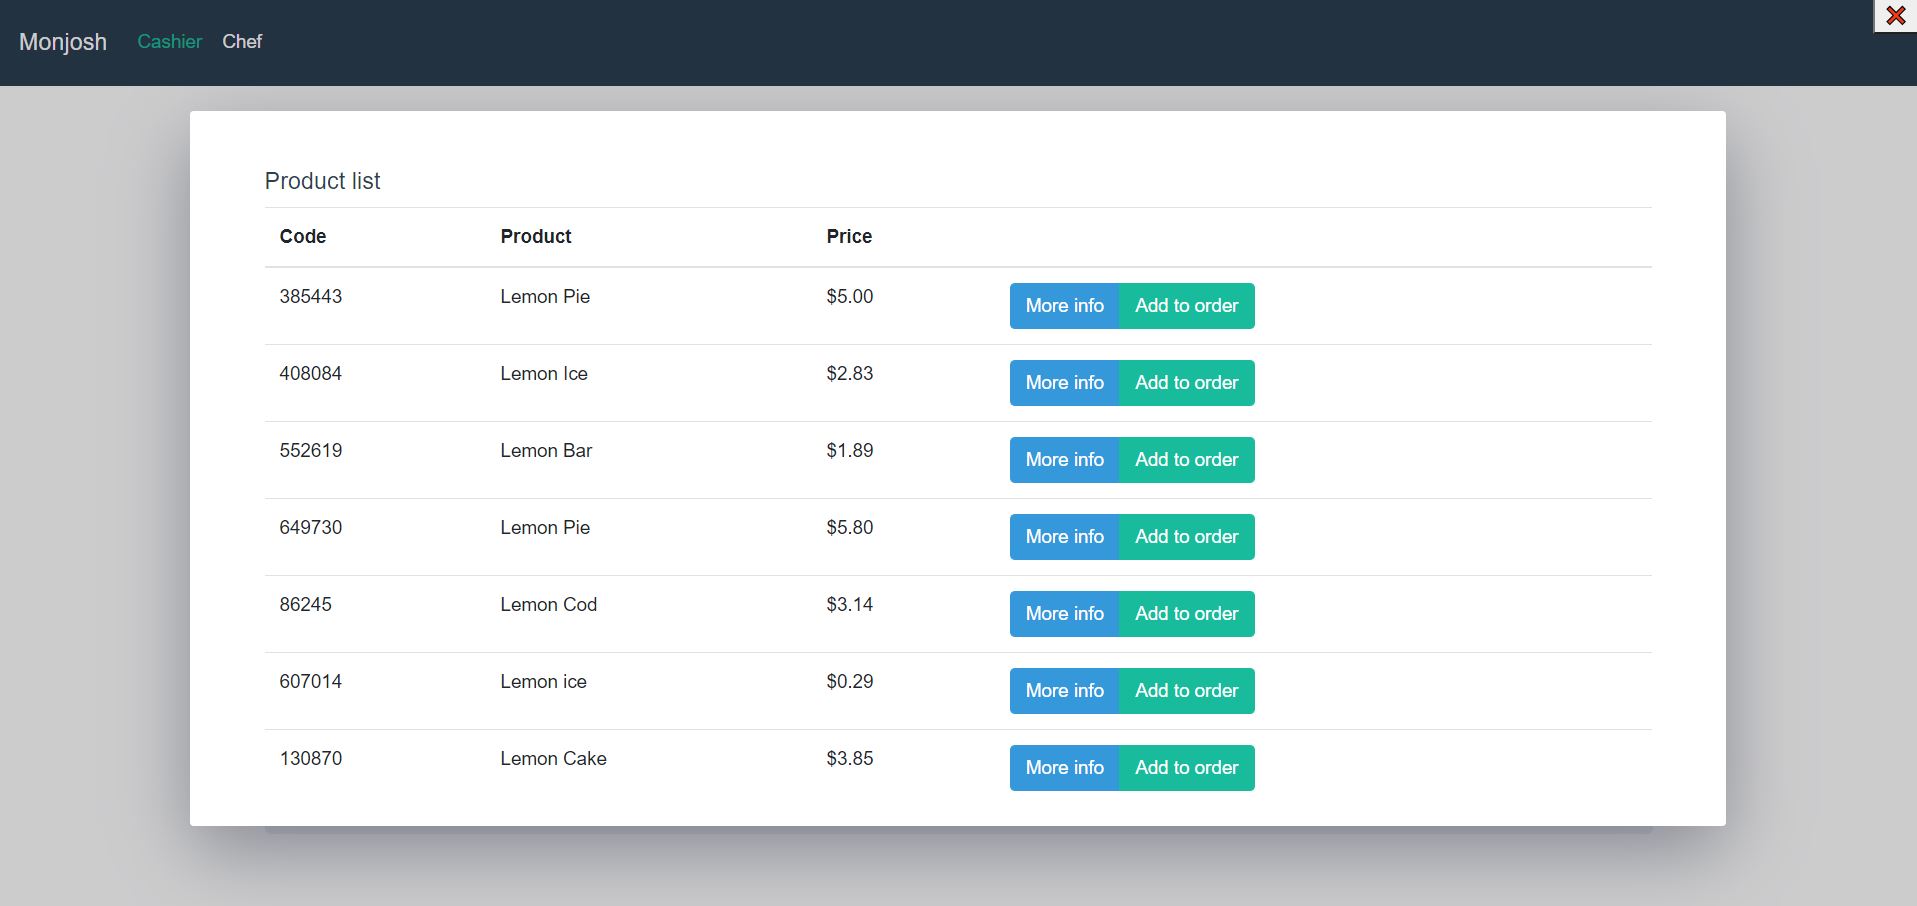 Monjosh Cashier Chef
Product list
Code Product Price
385443 Lemon Pie $5.00 More info Add to order
408084 Lemon Ice $2.83 More info Add to order
552619 Lemon Bar $1.89 More info Add to order
649730 Lemon Pie $5.80 More info Add to order
86245 Lemon Cod $3.14 More info Add to order
607014 Lemon ice $0.29 More info Add to order
130870 Lemon Cake $3.85 More info Add to order